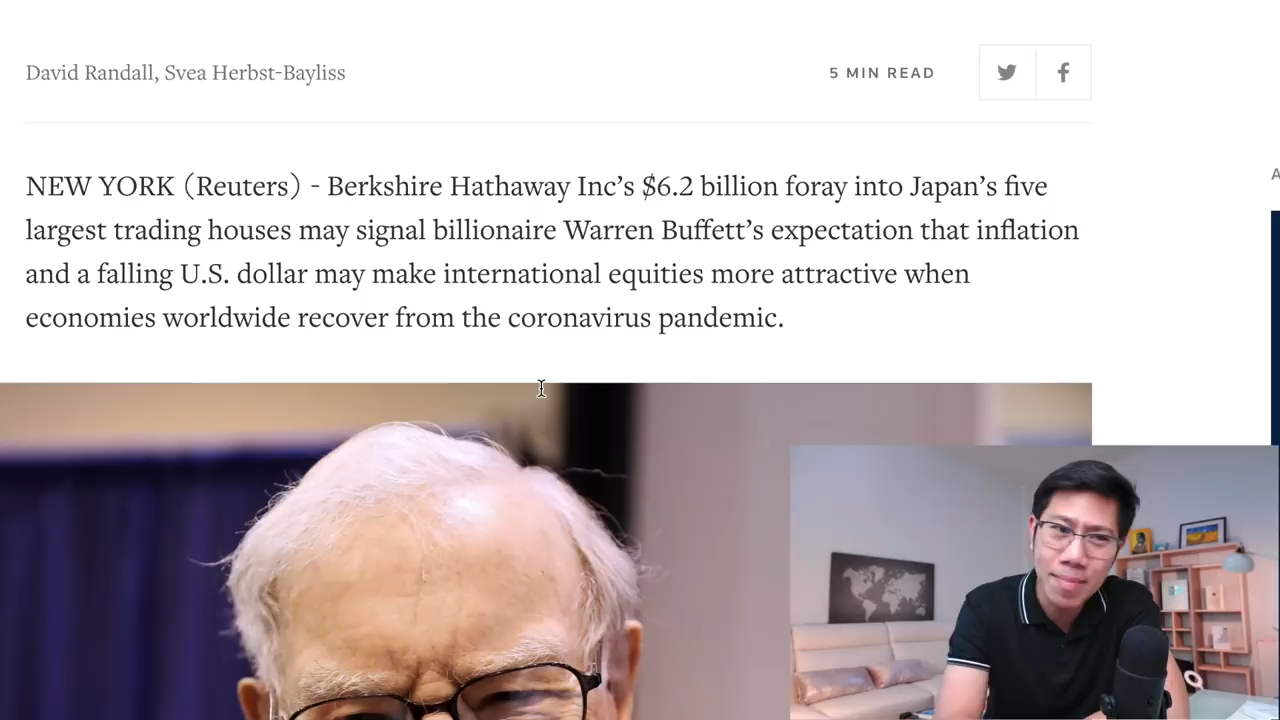 David Randall, Svea Herbst-Bayliss
5 MIN READ
NEW YORK (Reuters) - Berkshire Hathaway Inc’s $6.2 billion foray into Japan’s five
largest trading houses may signal billionaire Warren Buffett’s expectation that inflation
and a falling U.S. dollar may make international equities more attractive when
economies worldwide recover from the coronavirus pandemic.